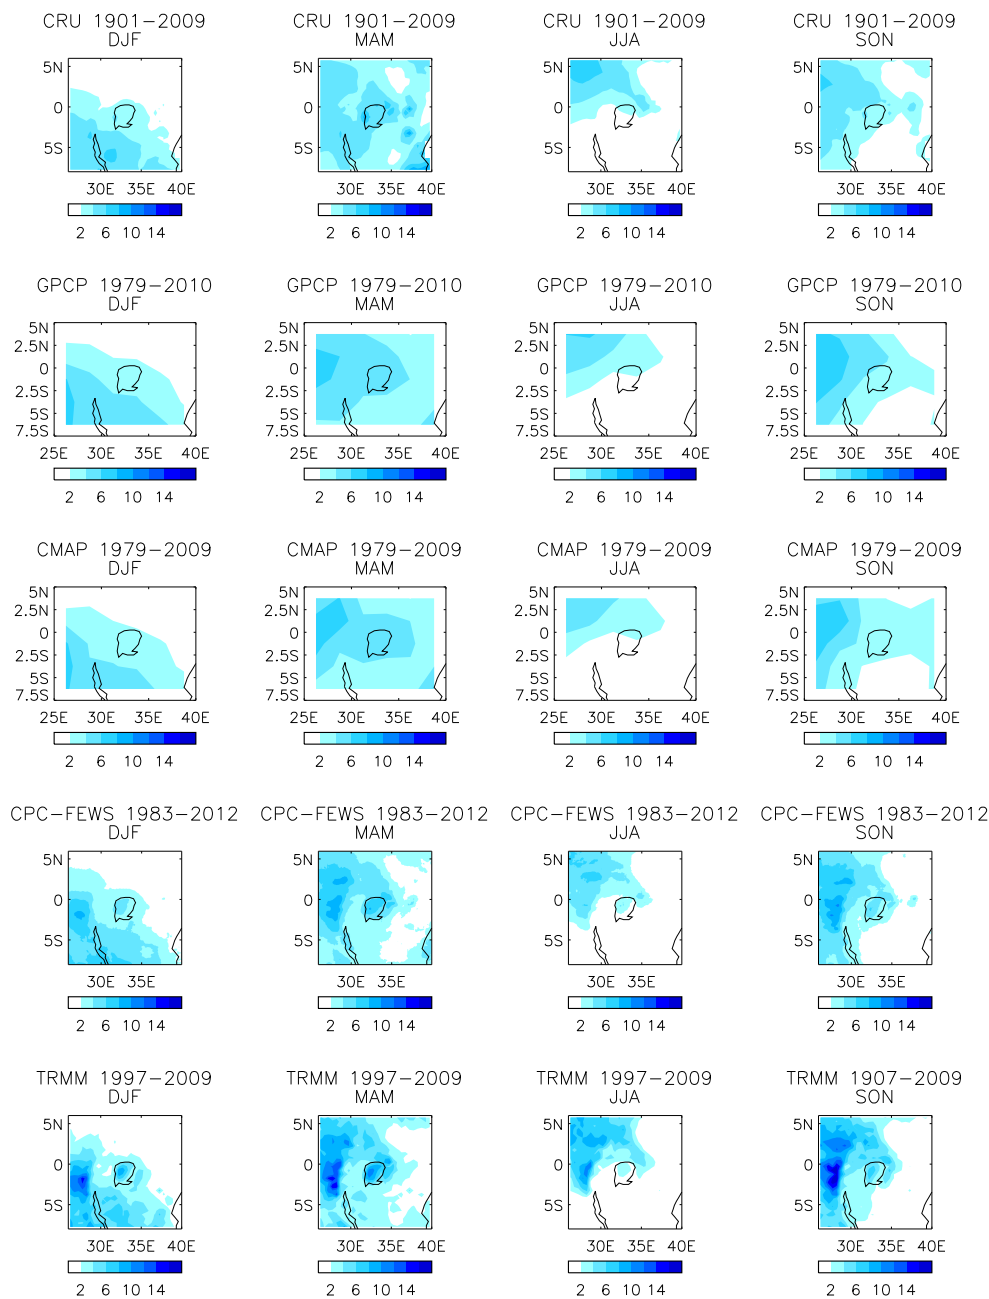 CRU 1901-2009 CRU 1901-2009 CRU 1901-2009 CRU 1901-2009
DJF MAM JJA SON
5N 5N 5N 5N
0 0 0 0
5S 5S 5S 5S
30E 35E 40E 30E 35E 40E 30E 35E 40E 30E 35E 40E
2 6 10 14 2 6 10 14 2 6 10 14 2 6 10 14
GPCP 1979-2010 GPCP 1979-2010 GPCP 1979-2010 GPCP 1979-2010
DJF MAM JJA SON
5N 5N 5N 5N
2.5N 2.5N 2.5N 2.5N
0 0 0 0
2.5S 2.5S 2.5S 2.5S
5S 5S 5S 5S
7.5S 7.5S 7.5S 7.5S
25E 30E 35E 40E 25E 30E 35E 40E 25E 30E 35E 40E 25E 30E 35E 40E
2 6 10 14 2 6 10 14 2 6 10 14 2 6 10 14
CMAP 1979-2009 CMAP 1979-2009 CMAP 1979-2009 CMAP 1979-2009
DJF MAM JJA SON
5N 5N 5N 5N
2.5N 2.5N 2.5N 2.5N
0 0 0 0
2.5S 2.5S 2.5S 2.5S
5S 5S 5S 5S
7.5S 7.5S 7.5S 7.5S
25E 30E 35E 40E 25E 30E 35E 40E 25E 30E 35E 40E 25E 30E 35E 40E
2 6 10 14 2 6 10 14 2 6 10 14 2 6 10 14
CPC-FEWS 1983-2012 CPC-FEWS 1983-2012 CPC-FEWS 1983-2012 CPC-FEWS 1983-2012
DJF MAM JJA SON
5N 5N 5N 5N
0 0 0 0
5S 5S 5S 5S
30E 35E 30E 35E 30E 35E 30E 35E
2 6 10 14 2 6 10 14 2 6 10 14 2 6 10 14
TRMM 1997-2009 TRMM 1997-2009 TRMM 1997-2009 TRMM 1907-2009
DJF MAM JJA SON
5N 5N 5N 5N
0 0 0 0
5S 5S 5S 5S
30E 35E 40E 30E 35E 40E 30E 35E 40E 30E 35E 40E
2 6 10 14 2 6 10 14 2 6 10 14 2 6 10 14